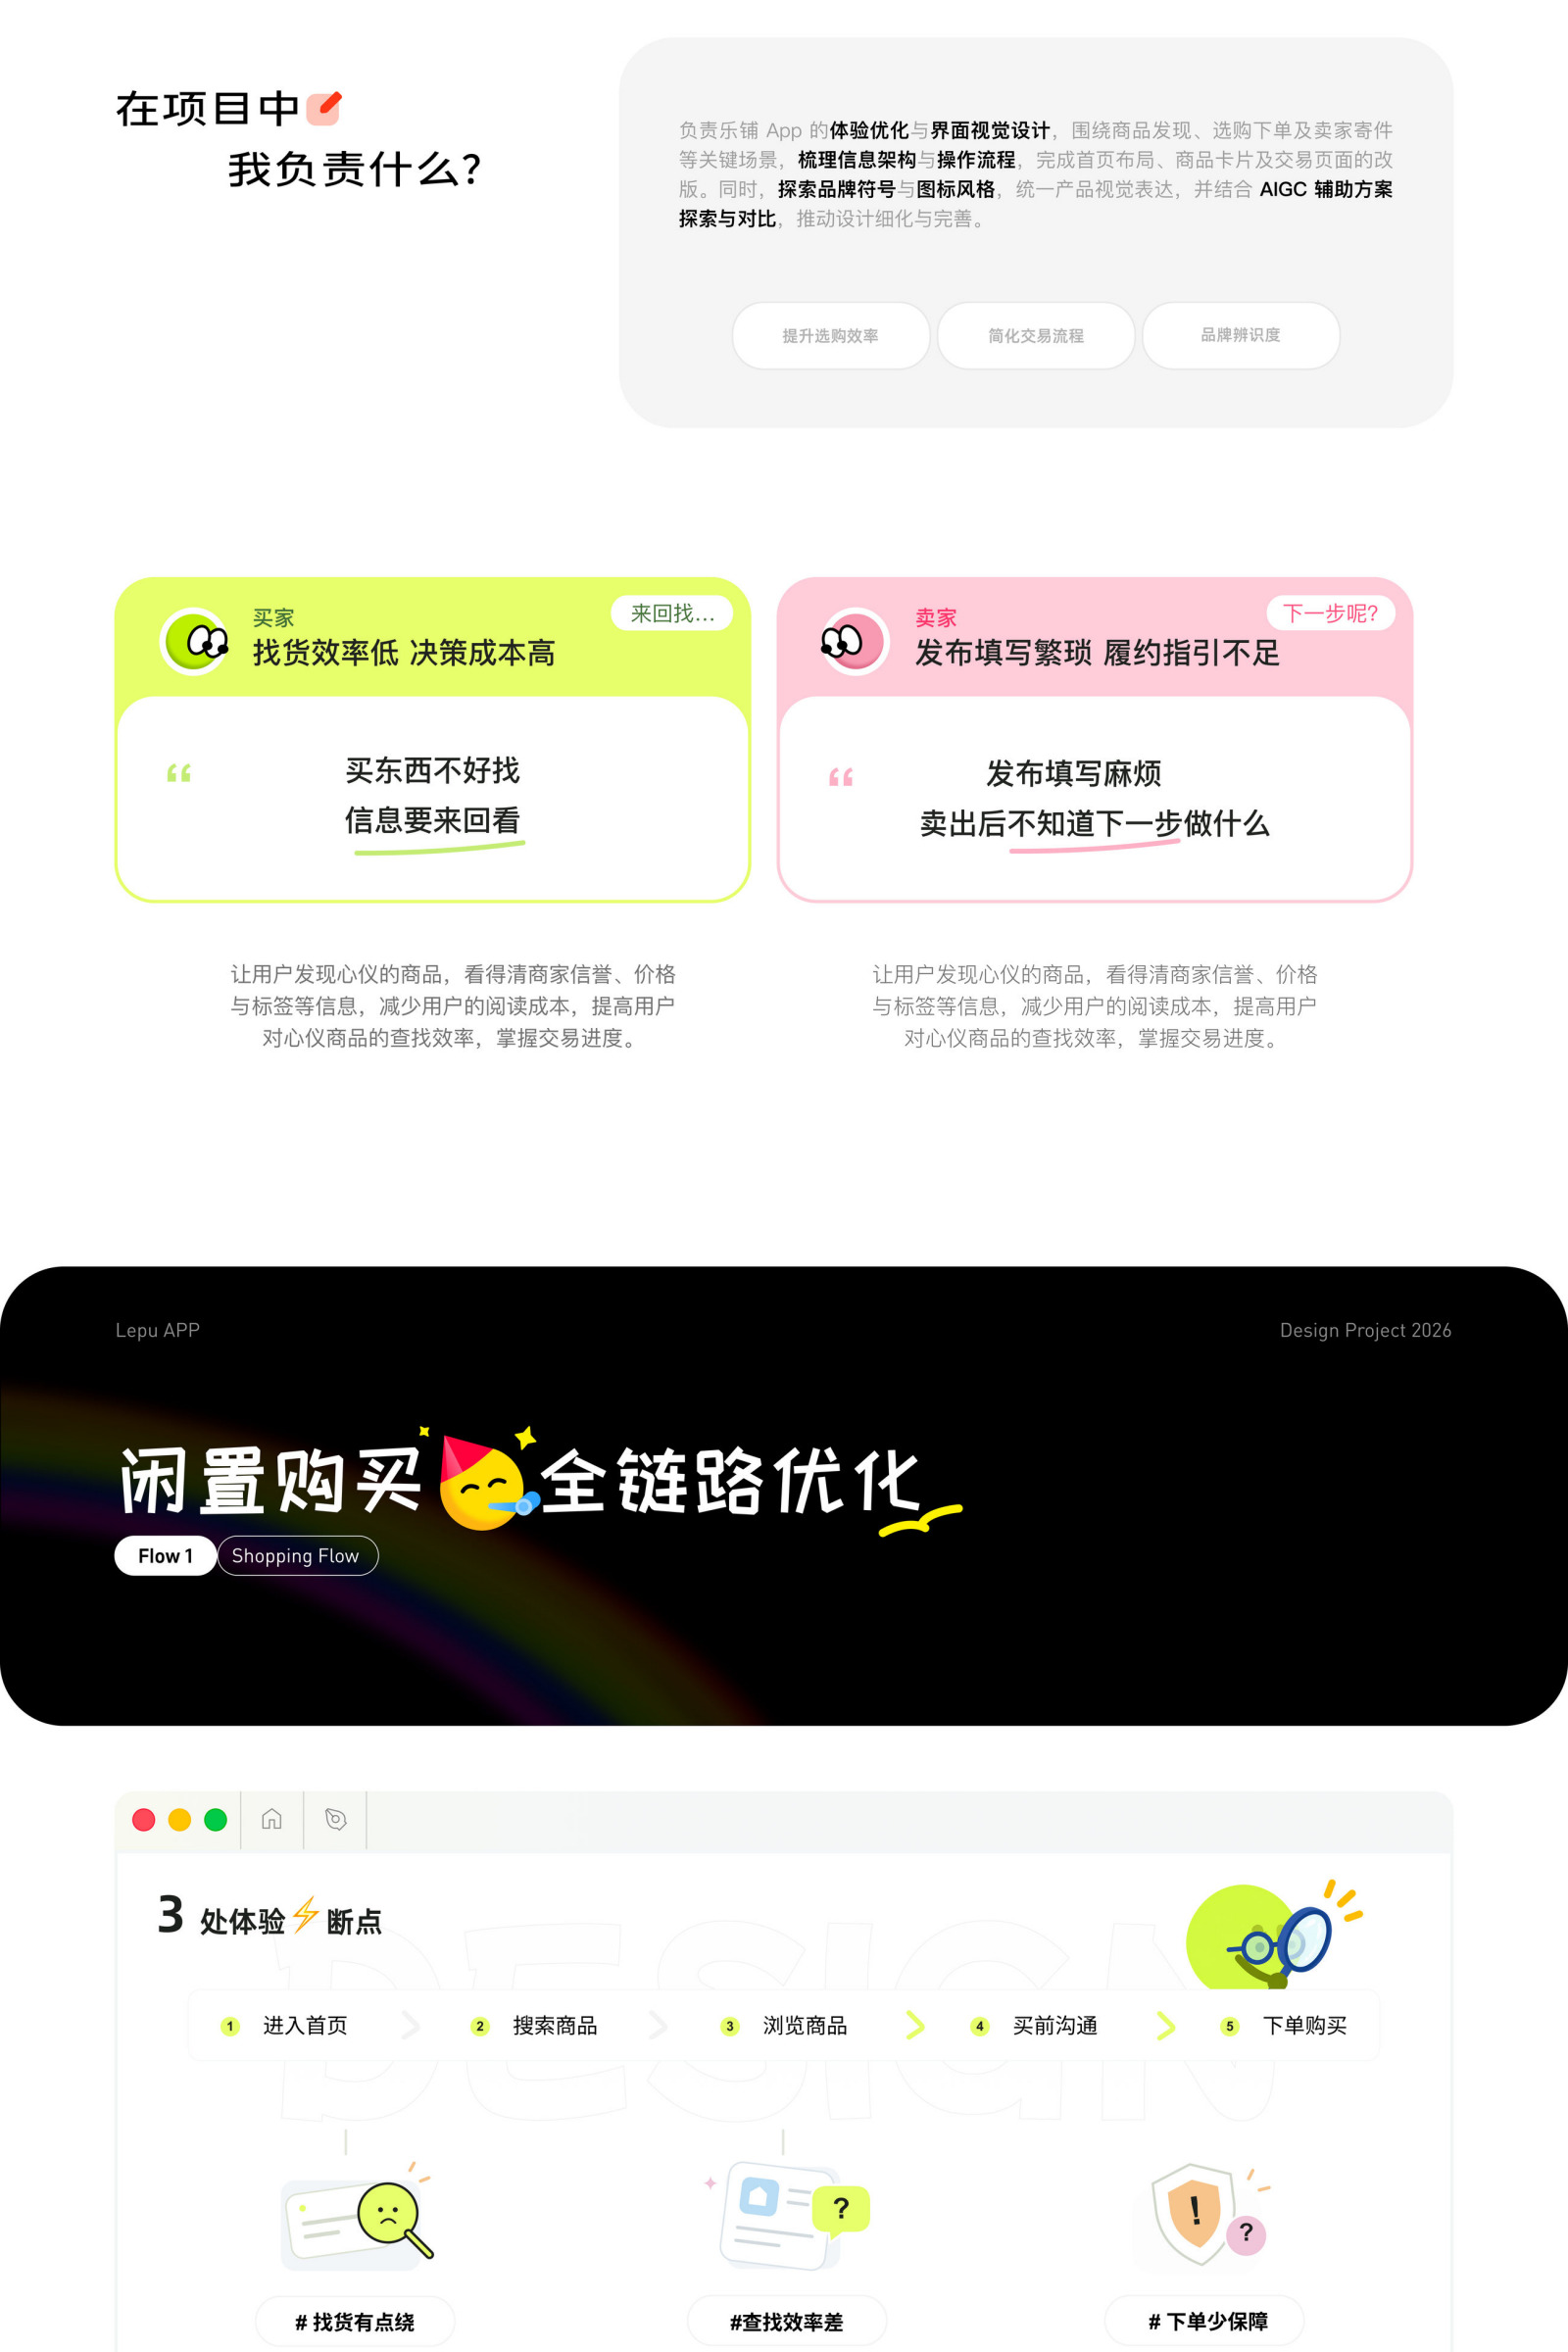 在项目中
我负责什么?
负责乐铺 App 的体验优化与界面视觉设计，围绕商品发现、选购下单及卖家寄件
等关键场景，梳理信息架构与操作流程，完成首页布局、商品卡片及交易页面的改
版。同时，探索品牌符号与图标风格，统一产品视觉表达，并结合 AIGC 辅助方案
探索与对比，推动设计细化与完善。
提升选购效率
简化交易流程
品牌辨识度
买家
来回找...
找货效率低 决策成本高
买东西不好找
信息要来回看
卖家
下一步呢?
发布填写繁琐 履约指引不足
发布填写麻烦
卖出后不知道下一步做什么
让用户发现心仪的商品，看得清商家信誉、价格
与标签等信息，减少用户的阅读成本，提高用户
对心仪商品的查找效率，掌握交易进度。
让用户发现心仪的商品，看得清商家信誉、价格
与标签等信息，减少用户的阅读成本，提高用户
对心仪商品的查找效率，掌握交易进度。
Lepu APP
Design Project 2026
闲置购买全链路优化
Flow 1
Shopping Flow
3 处体验⚡断点
DESIGN
1 进入首页
2 搜索商品
3 浏览商品
4 买前沟通
5 下单购买
?
!
?
# 找货有点绕
#查找效率差
# 下单少保障